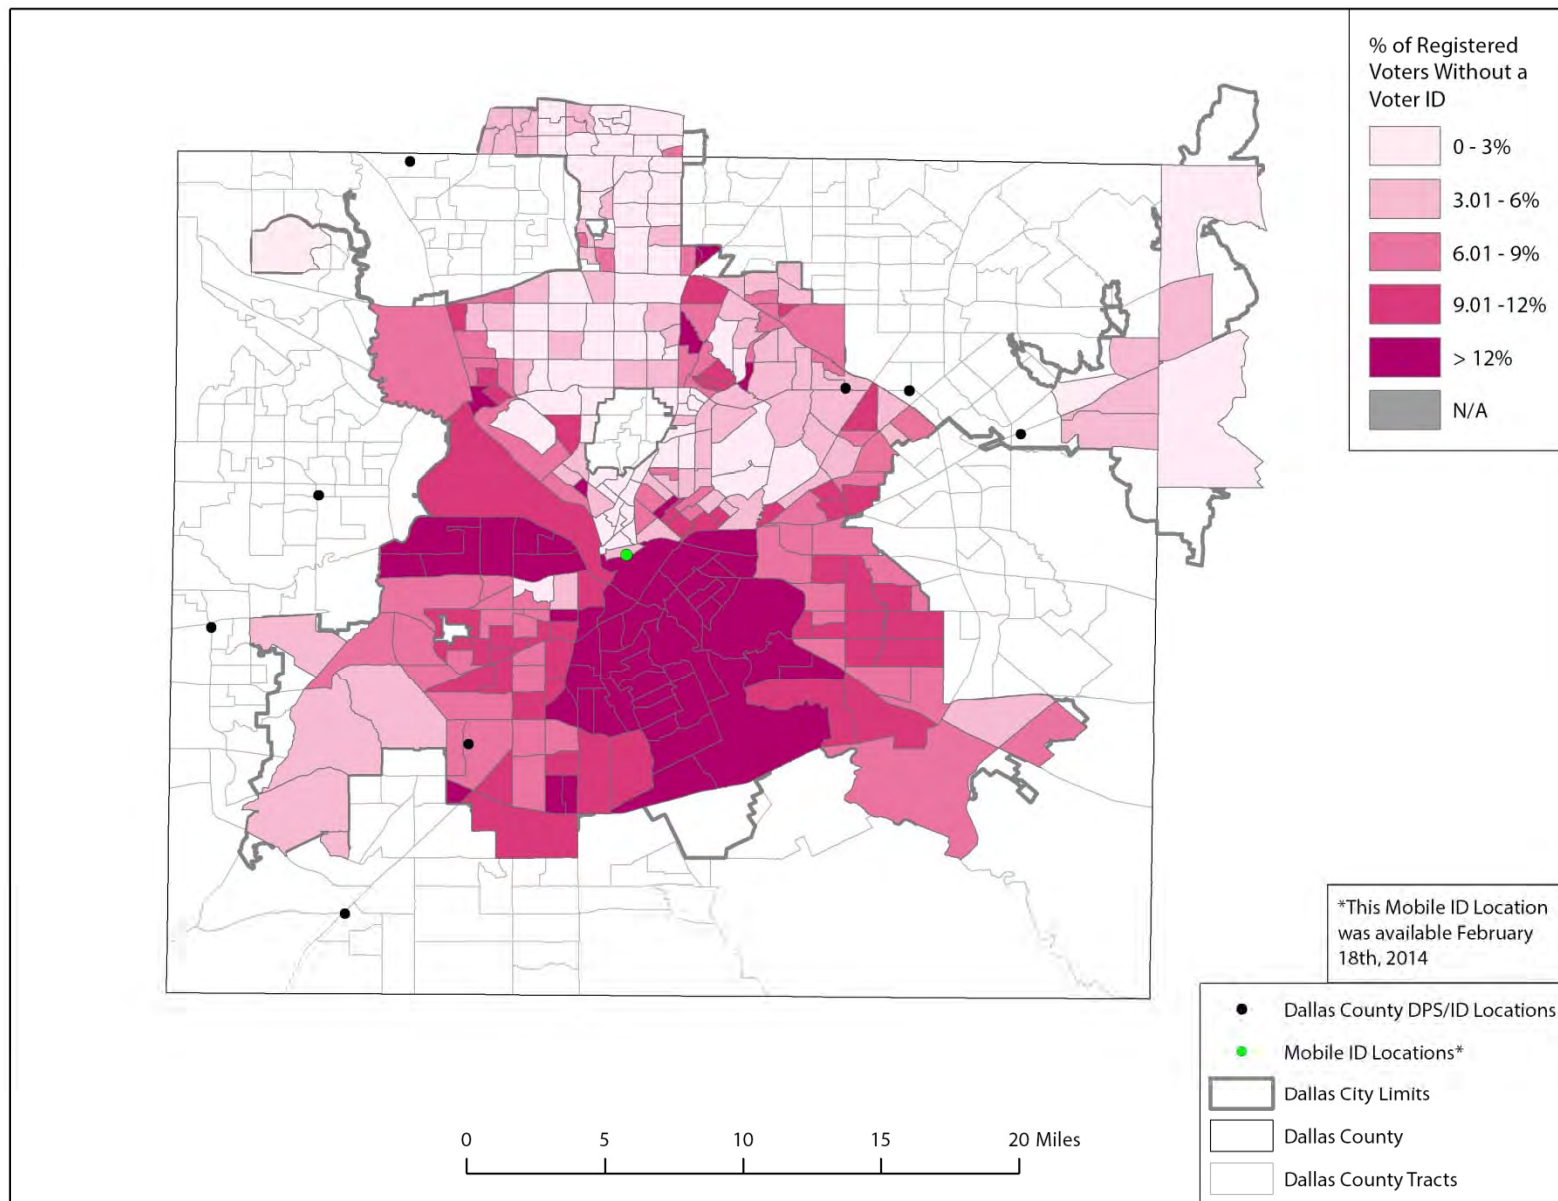 % of Registered
Voters Without a
Voter ID
0 - 3%
3.01 - 6%
6.01 - 9%
9.01 -12%
> 12%
N/A
*This Mobile ID Location
was available February
18th, 2014
Dallas County DPS/ID Locations
Mobile ID Locations*
Dallas City Limits
Dallas County
Dallas County Tracts
0 5 10 15 20 Miles